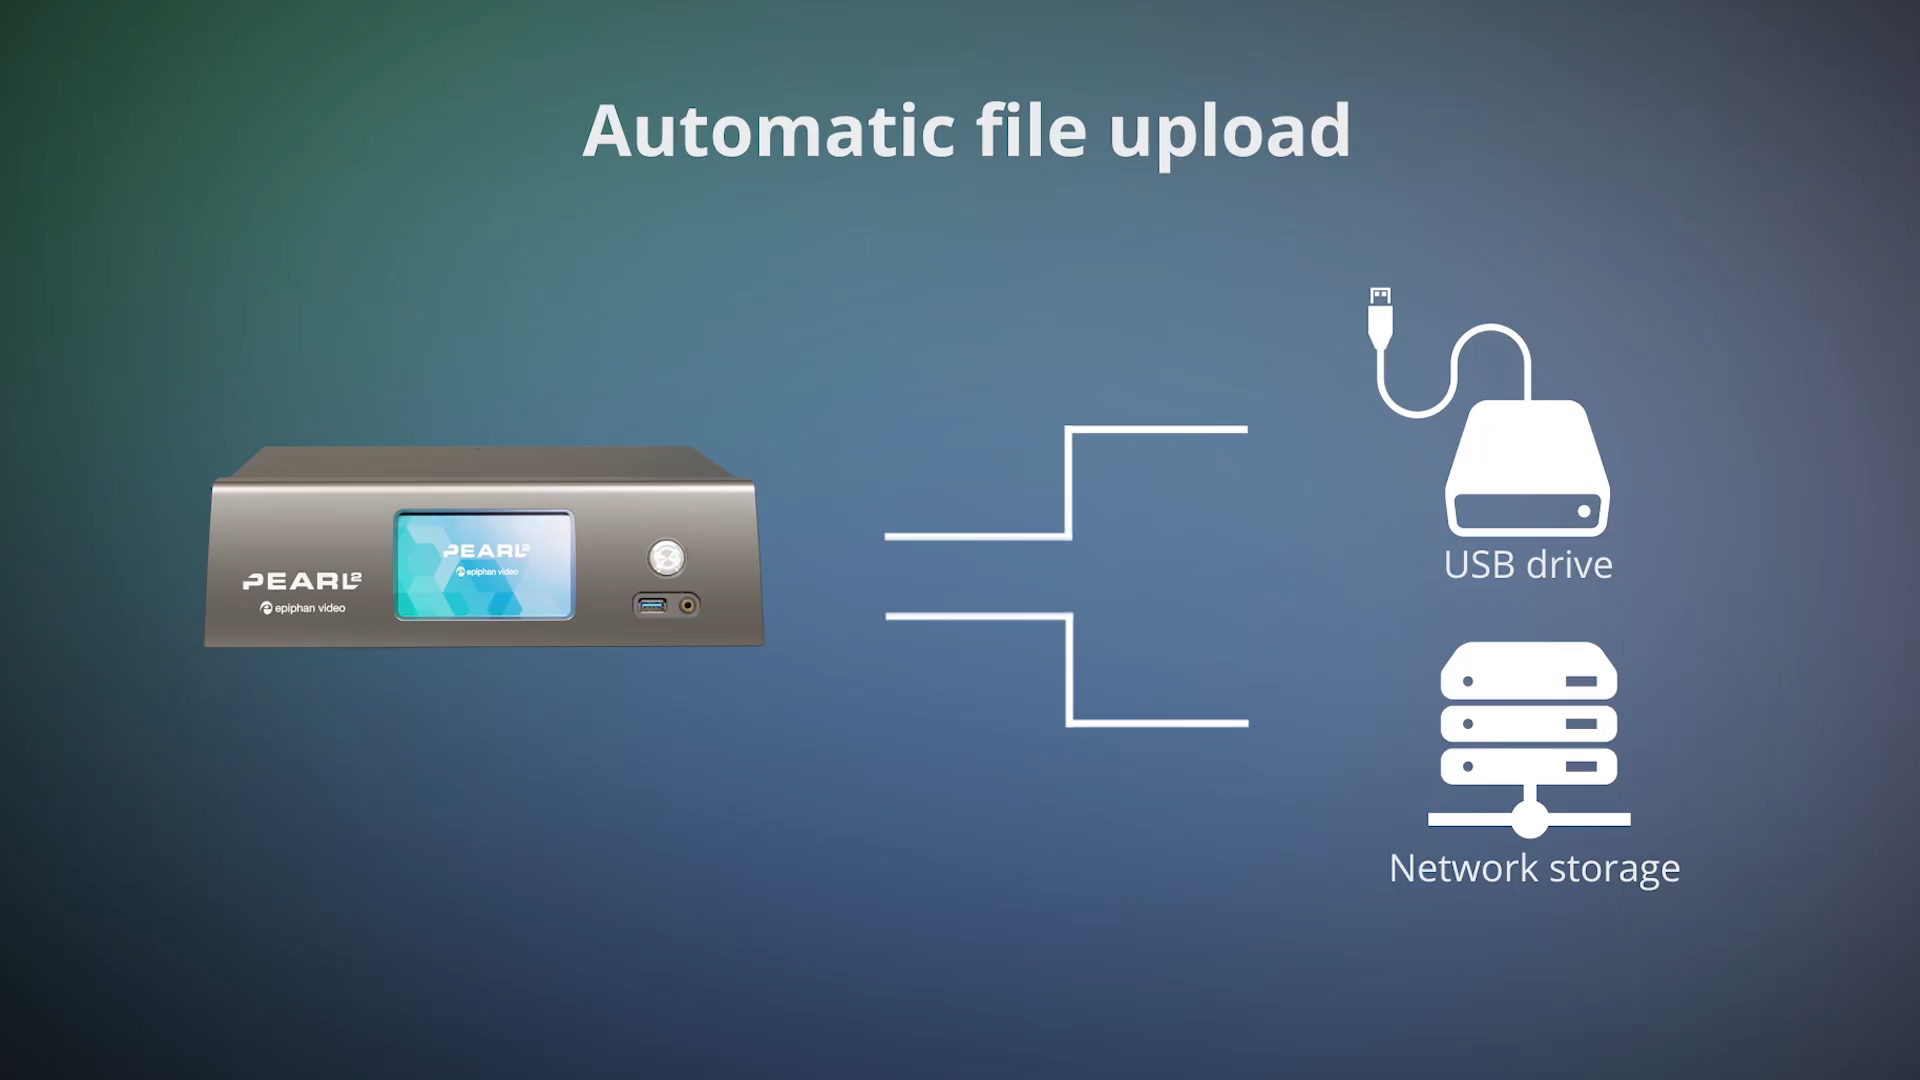 Automatic file upload
PEARL2
epiphan video
PEARL2
epiphan video
USB drive
Network storage